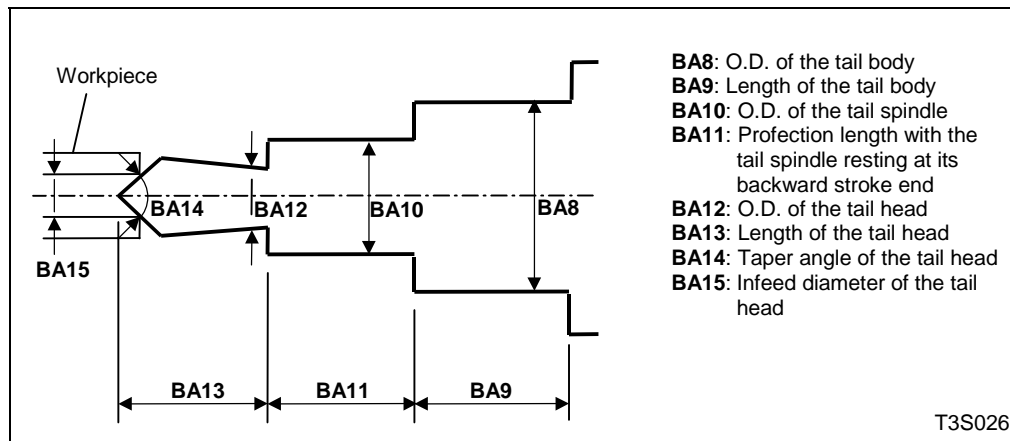 Workpiece
BA14
BA12
BA10
BA8
BA15
BA13
BA11
BA9
BA8: O.D. of the tail body
BA9: Length of the tail body
BA10: O.D. of the tail spindle
BA11: Profection length with the
tail spindle resting at its
backward stroke end
BA12: O.D. of the tail head
BA13: Length of the tail head
BA14: Taper angle of the tail head
BA15: Infeed diameter of the tail
head
T3S026